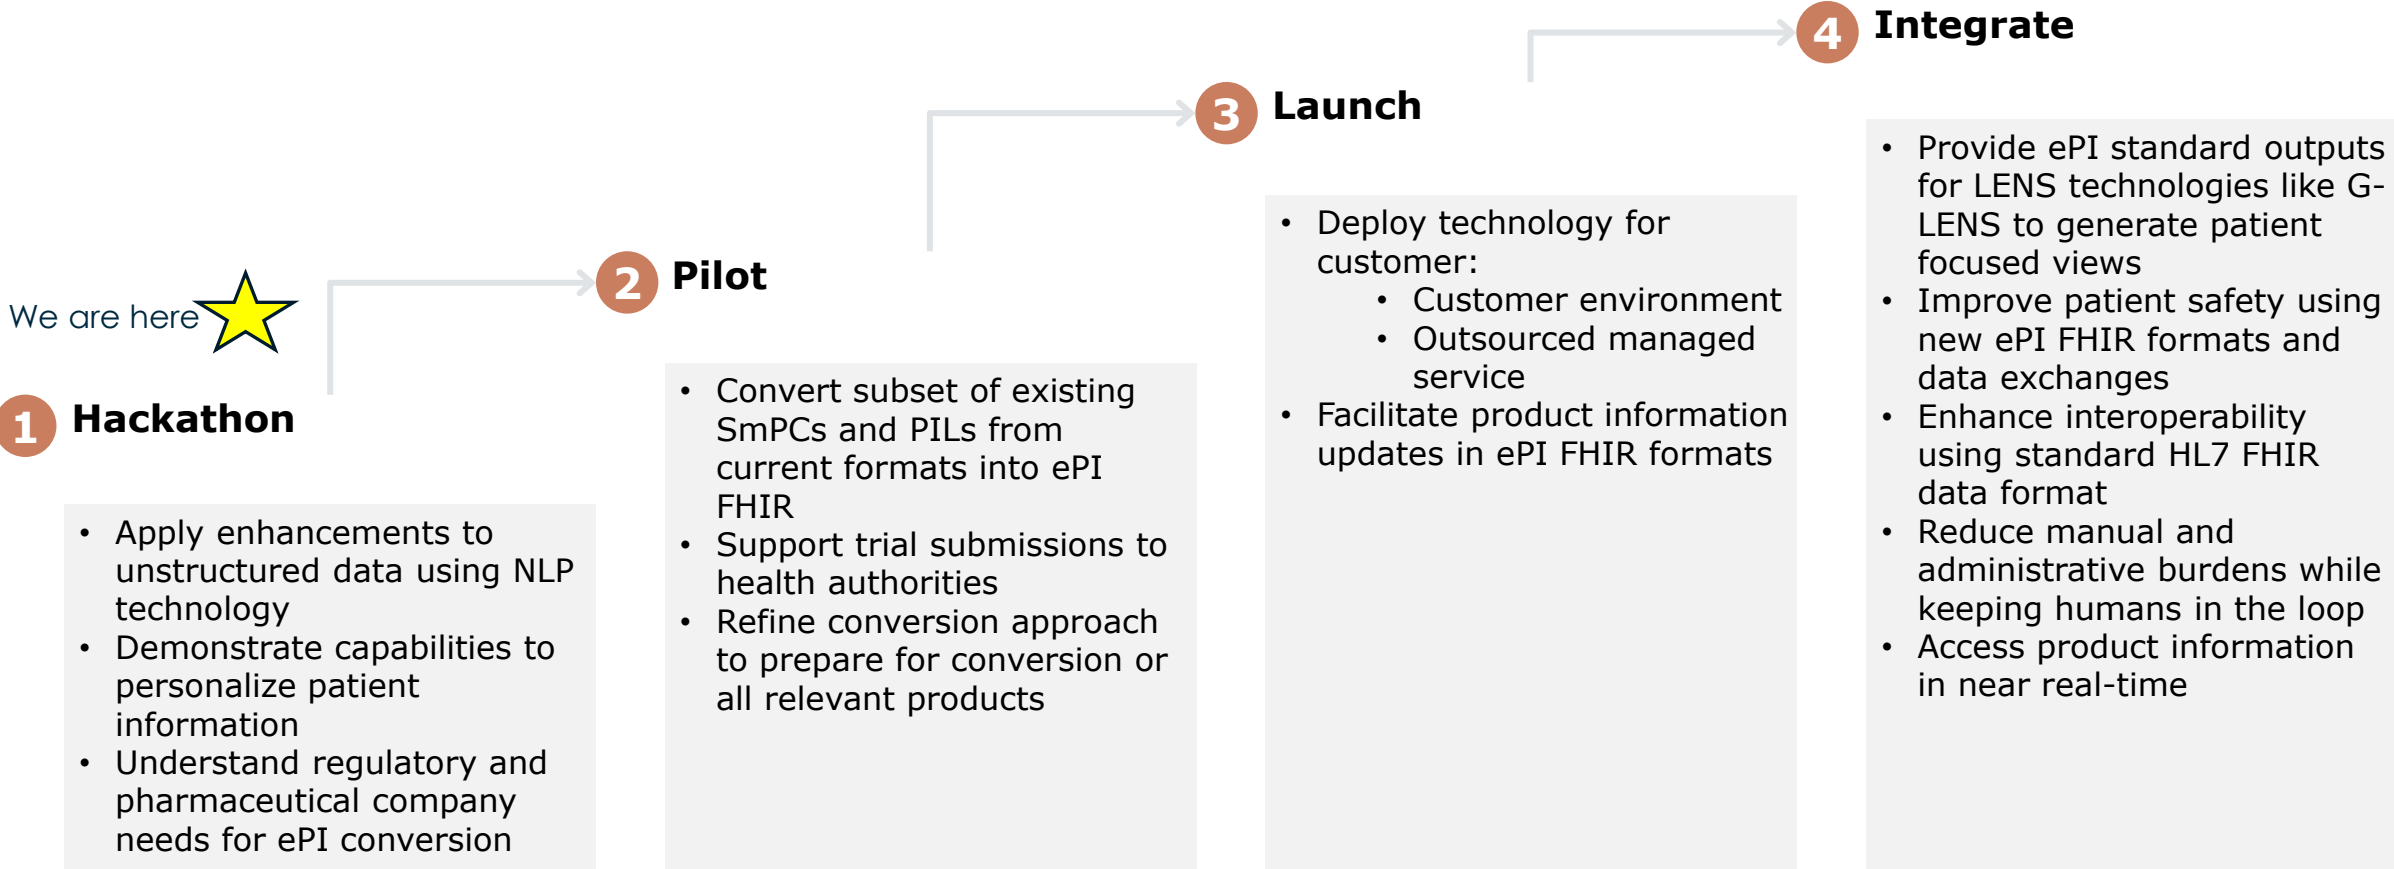 We are here
1 Hackathon
• Apply enhancements to
unstructured data using NLP
technology
• Demonstrate capabilities to
personalize patient
information
• Understand regulatory and
pharmaceutical company
needs for ePI conversion
2 Pilot
• Convert subset of existing
SmPCs and PILs from
current formats into ePI
FHIR
• Support trial submissions to
health authorities
• Refine conversion approach
to prepare for conversion or
all relevant products
3 Launch
• Deploy technology for
customer:
• Customer environment
• Outsourced managed
service
• Facilitate product information
updates in ePI FHIR formats
4 Integrate
• Provide ePI standard outputs
for LENS technologies like G-
LENS to generate patient
focused views
• Improve patient safety using
new ePI FHIR formats and
data exchanges
• Enhance interoperability
using standard HL7 FHIR
data format
• Reduce manual and
administrative burdens while
keeping humans in the loop
• Access product information
in near real-time